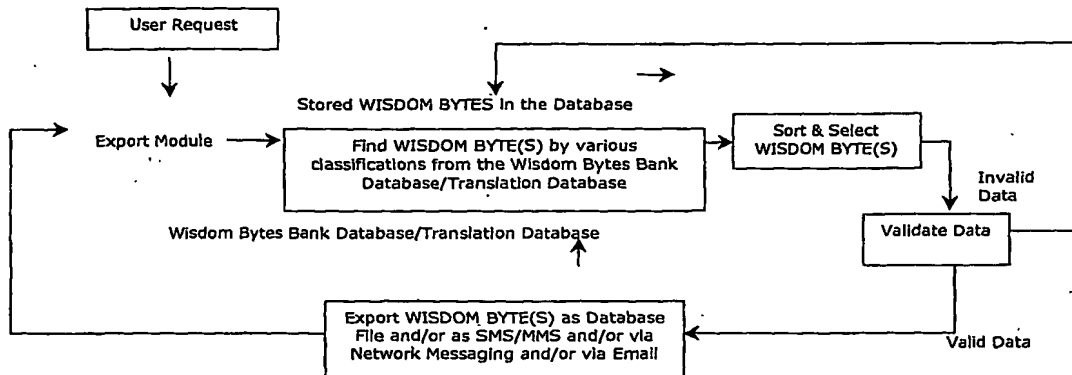 User Request
Stored WISDOM BYTES in the Database
Export Module
Find WISDOM BYTE(S) by various
classifications from the Wisdom Bytes Bank
Database/Translation Database
Sort & Select
WISDOM BYTE(S)
Invalid
Data
Validate Data
Wisdom Bytes Bank Database/Translation Database
Export WISDOM BYTE(S) as Database
File and/or as SMS/MMS and/or via
Network Messaging and/or via Email
Valid Data